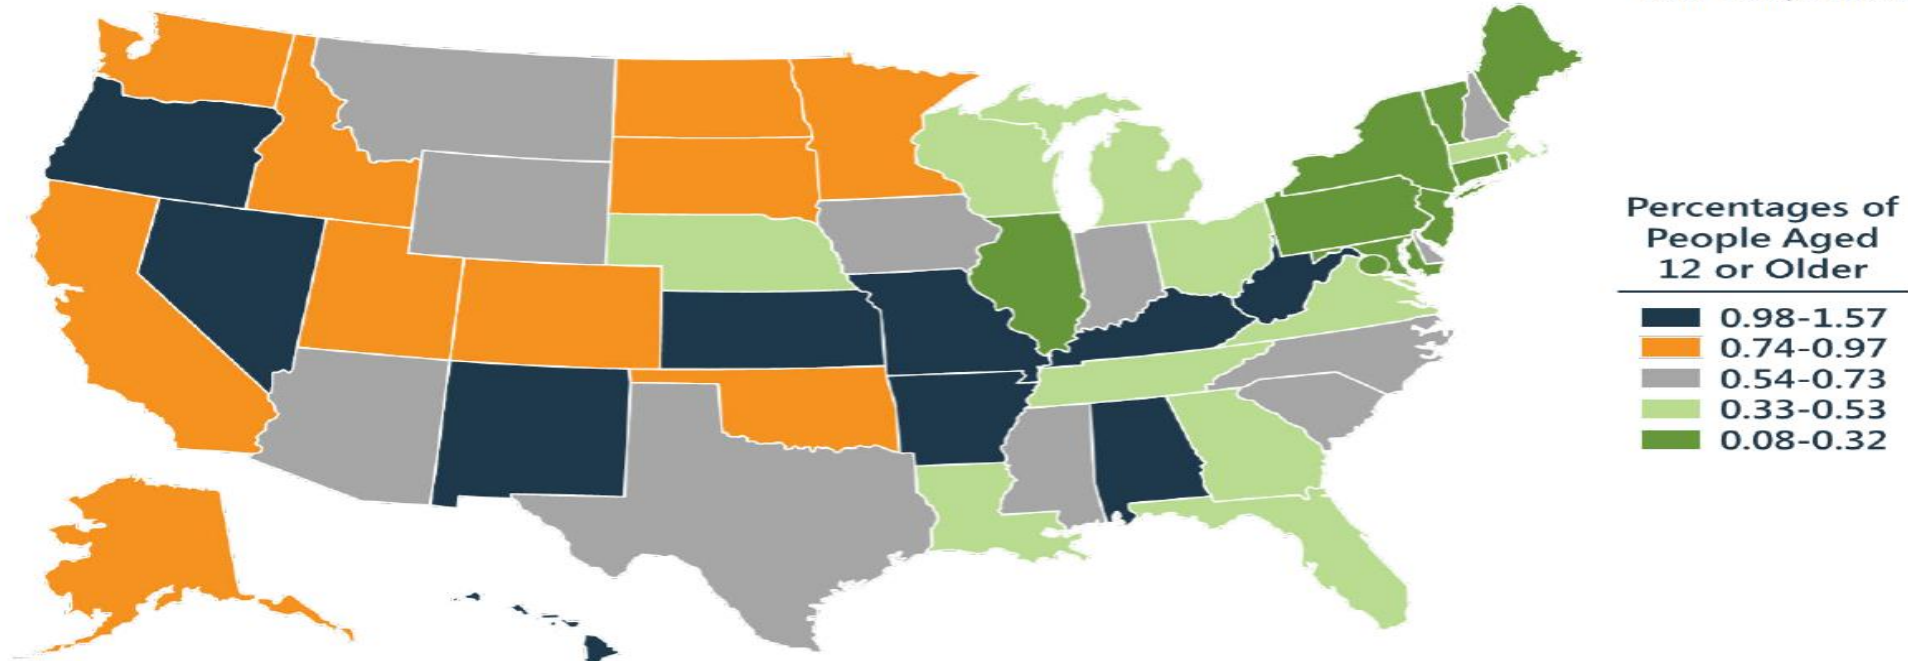 Percentages of
People Aged
12 or Older
0.98-1.57
0.74-0.97
0.54-0.73
0.33-0.53
0.08-0.32